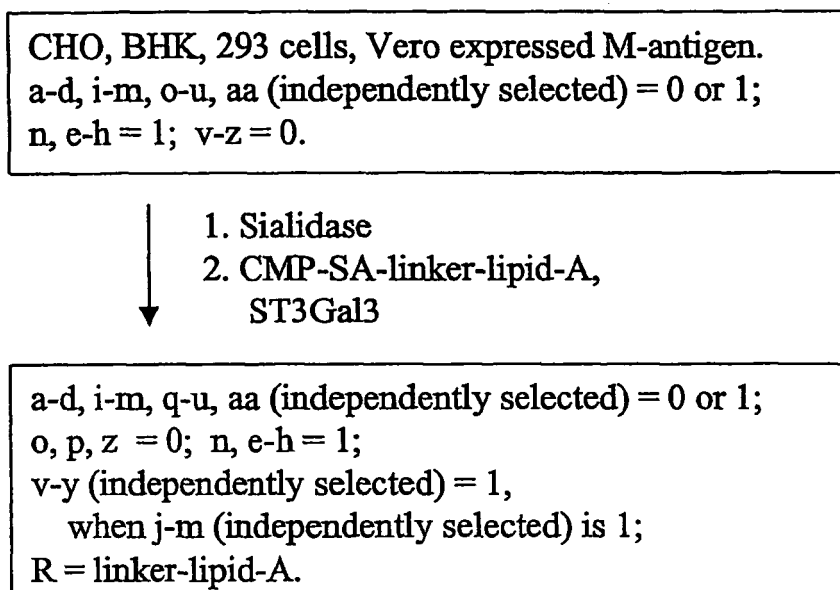 CHO, BHK, 293 cells, Vero expressed M-antigen.
a-d, i-m, o-u, aa (independently selected) = 0 or 1;
n, e-h = 1; v-z = 0.
1. Sialidase
2. CMP-SA-linker-lipid-A,
ST3Gal3
a-d, i-m, q-u, aa (independently selected) = 0 or 1;
o, p, z = 0; n, e-h = 1;
v-y (independently selected) = 1,
when j-m (independently selected) is 1;
R = linker-lipid-A.